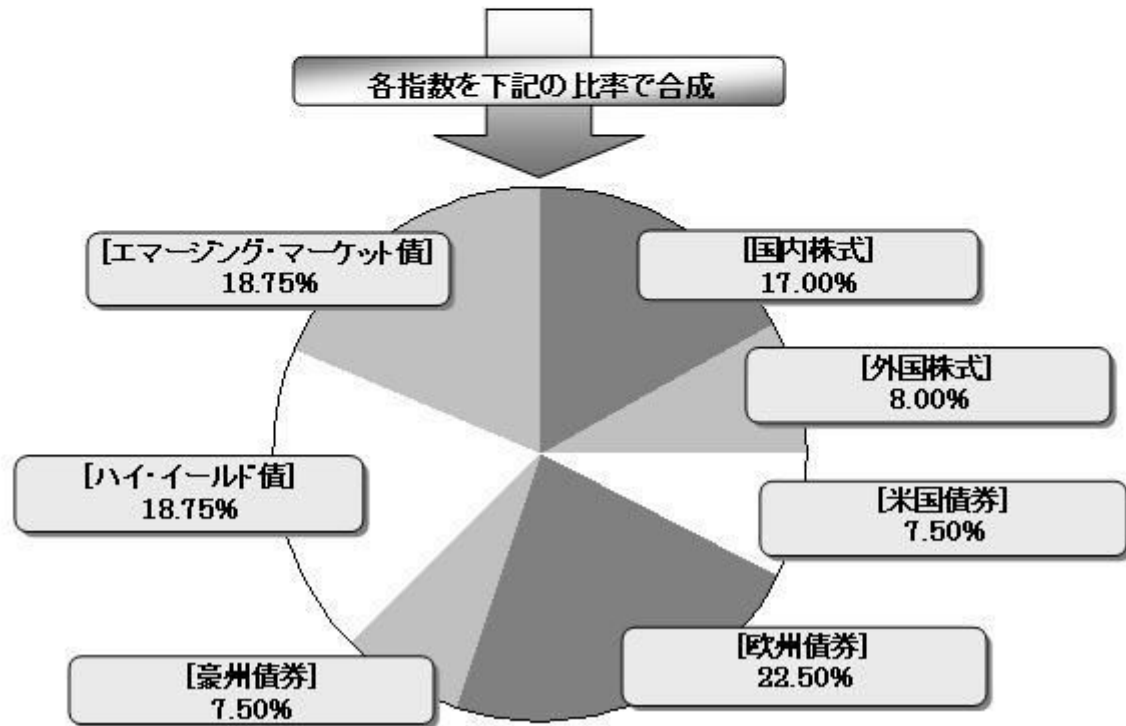 各指数を下記の比率で合成
[エマージング・マーケット債]
18.75%
[国内株式]
17.00%
[外国株式]
8.00%
[ハイ・イールド債]
18.75%
[米国債券]
7.50%
[欧州債券]
22.50%
[豪州債券]
7.50%